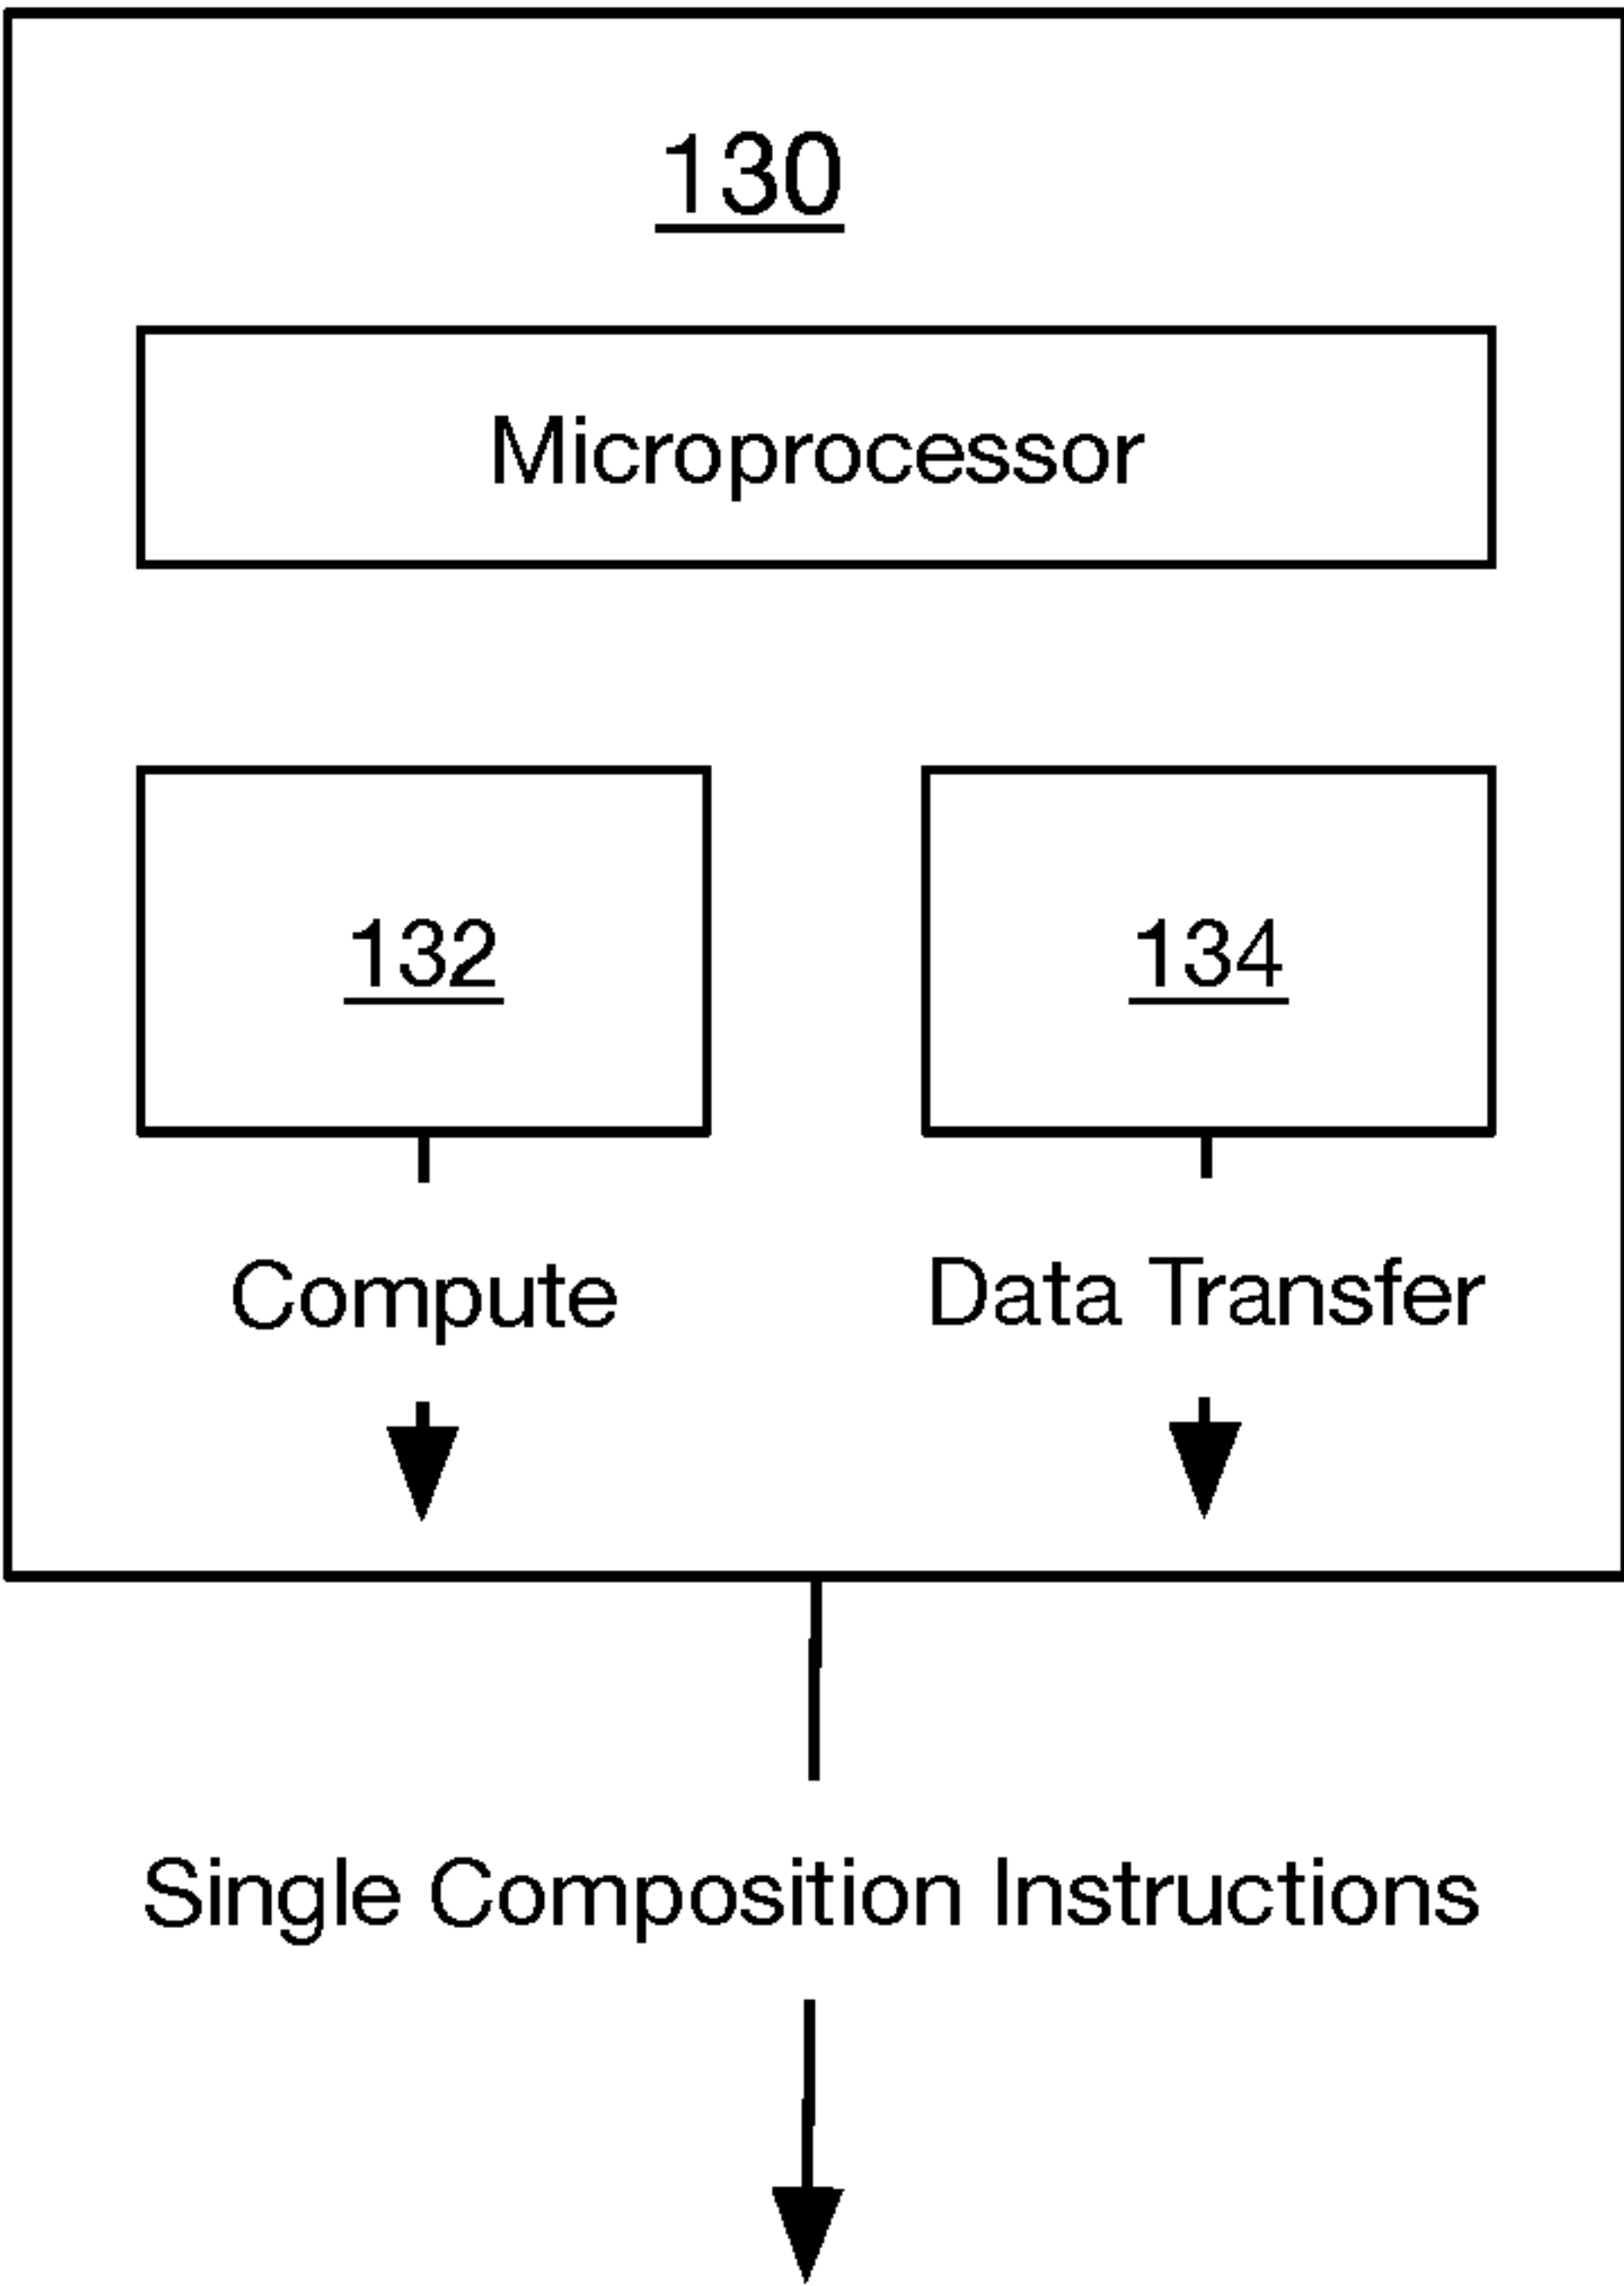 130
Microprocessor
132 134
Compute Data Transfer
Single Composition Instructions